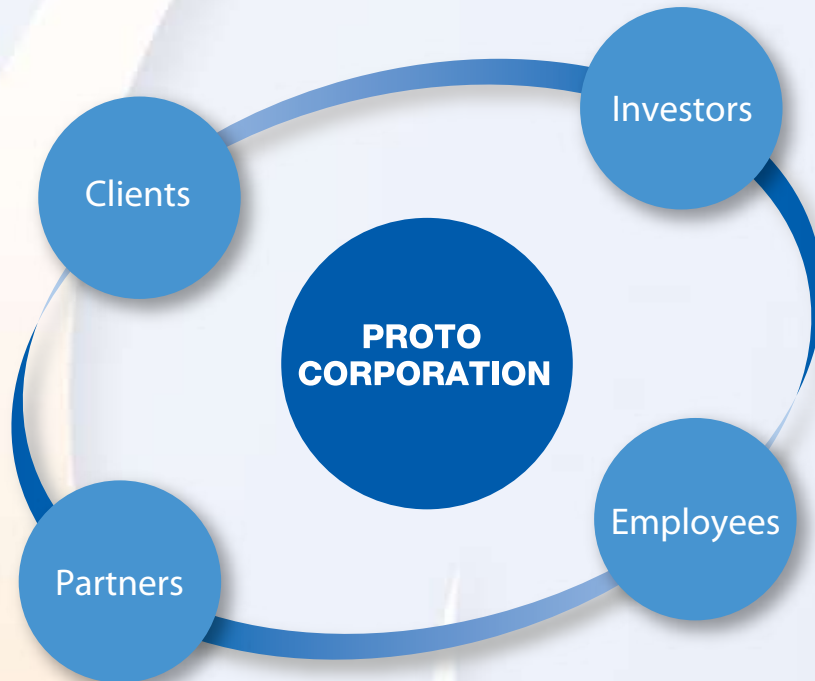 Investors
Clients
PROTO
CORPORATION
Employees
Partners